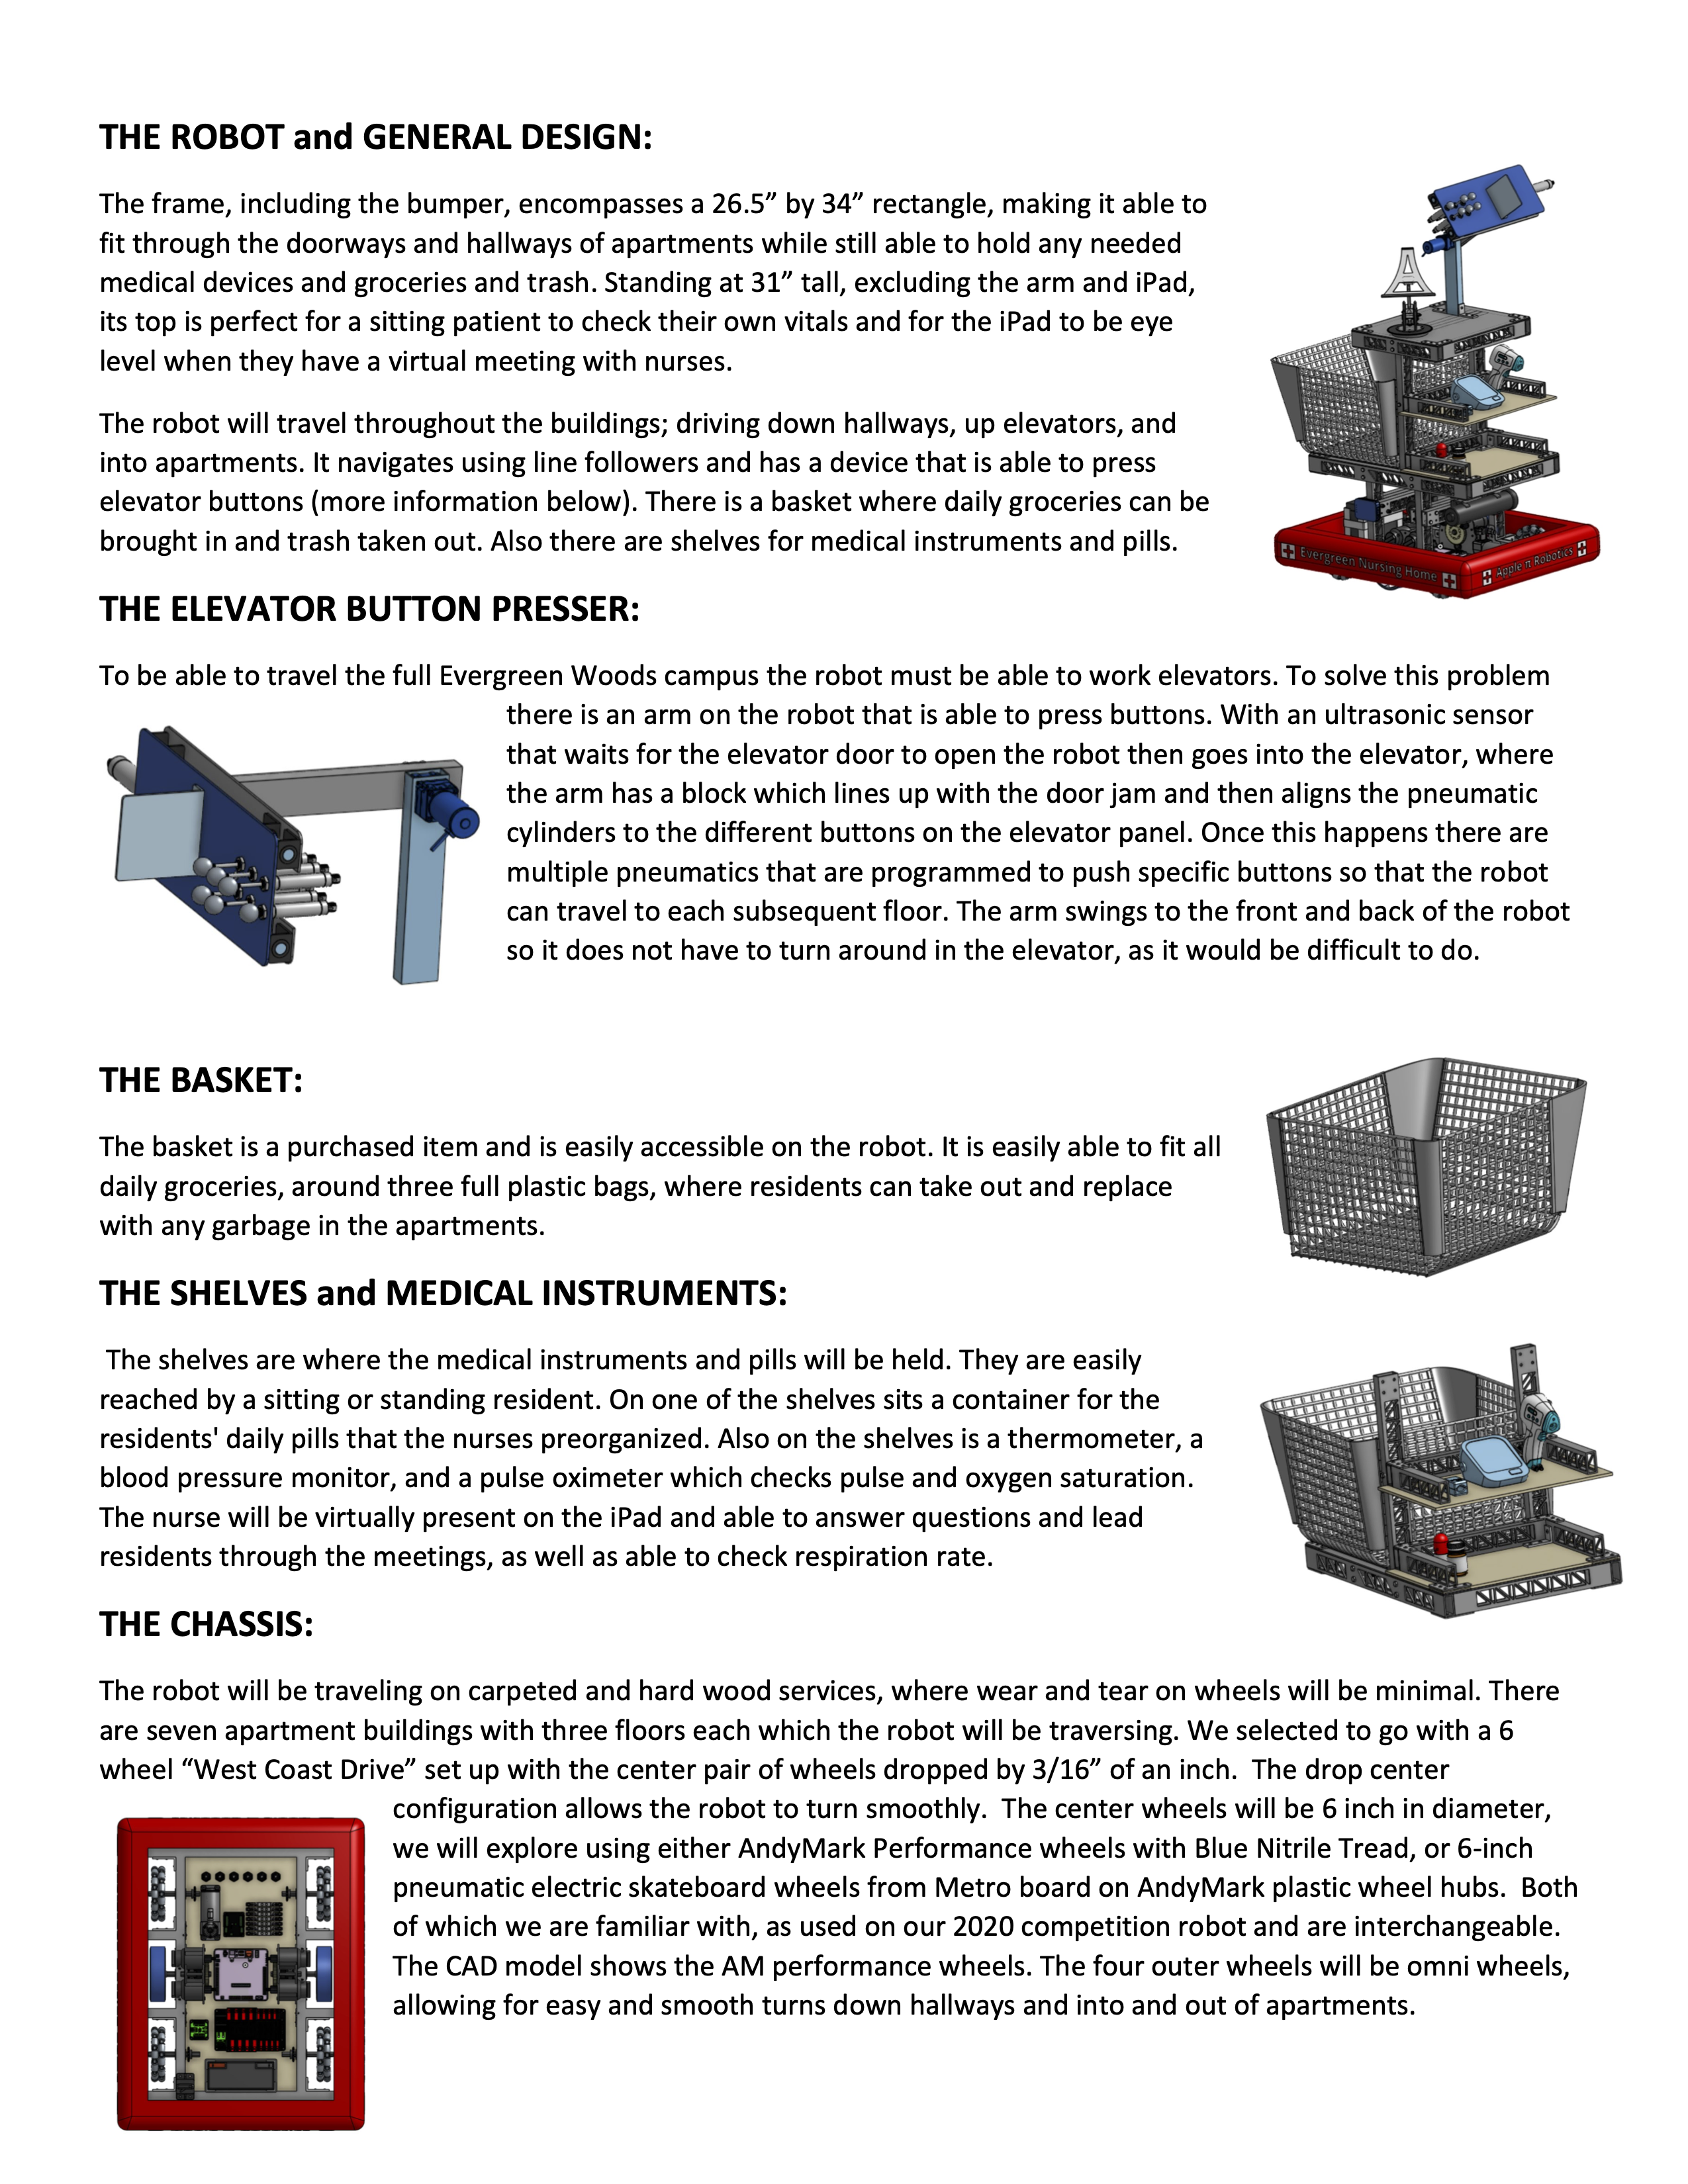 THE ROBOT and GENERAL DESIGN:
The frame, including the bumper, encompasses a 26.5” by 34” rectangle, making it able to
fit through the doorways and hallways of apartments while still able to hold any needed
medical devices and groceries and trash. Standing at 31” tall, excluding the arm and iPad,
its top is perfect for a sitting patient to check their own vitals and for the iPad to be eye
level when they have a virtual meeting with nurses.
The robot will travel throughout the buildings; driving down hallways, up elevators, and
into apartments. It navigates using line followers and has a device that is able to press
elevator buttons (more information below). There is a basket where daily groceries can be
brought in and trash taken out. Also there are shelves for medical instruments and pills.
Evergreen Nursing Home
Apple π Robotics
THE ELEVATOR BUTTON PRESSER:
To be able to travel the full Evergreen Woods campus the robot must be able to work elevators. To solve this problem
there is an arm on the robot that is able to press buttons. With an ultrasonic sensor
that waits for the elevator door to open the robot then goes into the elevator, where
the arm has a block which lines up with the door jam and then aligns the pneumatic
cylinders to the different buttons on the elevator panel. Once this happens there are
multiple pneumatics that are programmed to push specific buttons so that the robot
can travel to each subsequent floor. The arm swings to the front and back of the robot
so it does not have to turn around in the elevator, as it would be difficult to do.
THE BASKET:
The basket is a purchased item and is easily accessible on the robot. It is easily able to fit all
daily groceries, around three full plastic bags, where residents can take out and replace
with any garbage in the apartments.
THE SHELVES and MEDICAL INSTRUMENTS:
The shelves are where the medical instruments and pills will be held. They are easily
reached by a sitting or standing resident. On one of the shelves sits a container for the
residents' daily pills that the nurses preorganized. Also on the shelves is a thermometer, a
blood pressure monitor, and a pulse oximeter which checks pulse and oxygen saturation.
The nurse will be virtually present on the iPad and able to answer questions and lead
residents through the meetings, as well as able to check respiration rate.
THE CHASSIS:
The robot will be traveling on carpeted and hard wood services, where wear and tear on wheels will be minimal. There
are seven apartment buildings with three floors each which the robot will be traversing. We selected to go with a 6
wheel “West Coast Drive” set up with the center pair of wheels dropped by 3/16” of an inch.  The drop center
configuration allows the robot to turn smoothly.  The center wheels will be 6 inch in diameter,
we will explore using either AndyMark Performance wheels with Blue Nitrile Tread, or 6-inch
pneumatic electric skateboard wheels from Metro board on AndyMark plastic wheel hubs.  Both
of which we are familiar with, as used on our 2020 competition robot and are interchangeable.
The CAD model shows the AM performance wheels. The four outer wheels will be omni wheels,
allowing for easy and smooth turns down hallways and into and out of apartments.